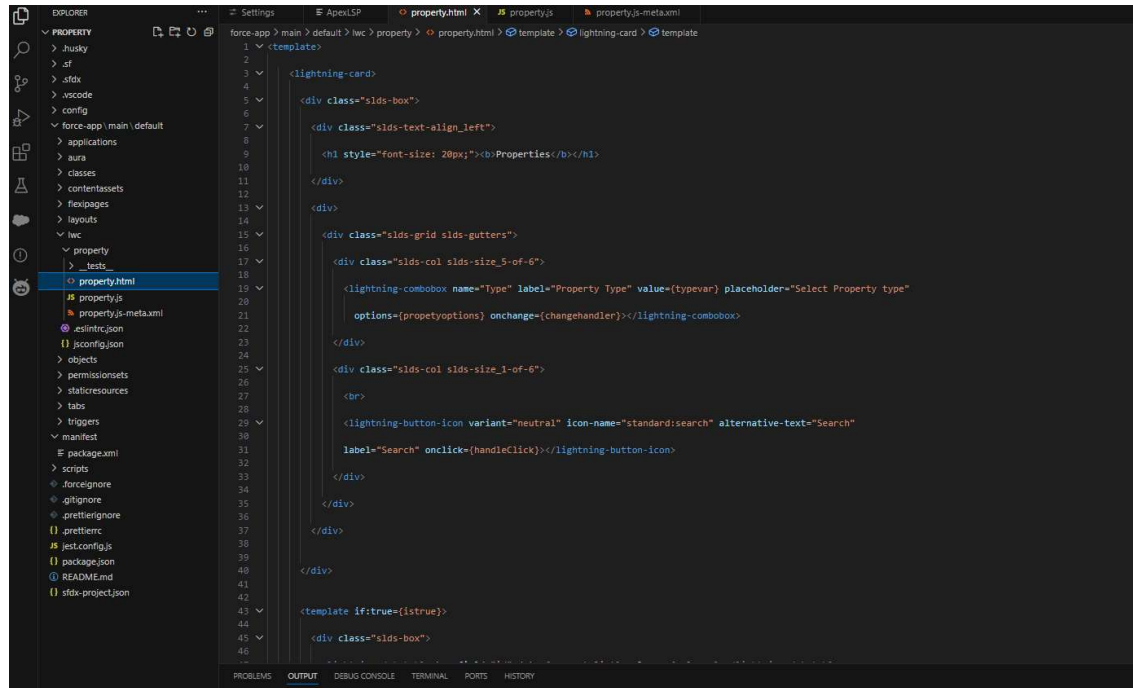 EXPLORER
PROPERTY
.husky
.sf
.sfdx
.vscode
config
force-app \ main \ default
applications
aura
classes
contentassets
flexipages
layouts
lwc
property
__tests__
property.html
JS property.js
property.js-meta.xml
.eslintrc.json
{} jsconfig.json
objects
permissionsets
staticresources
tabs
triggers
manifest
package.xml
scripts
.forceignore
.gitignore
.prettierignore
{} .prettierrc
JS jest.config.js
{} package.json
README.md
{} sfdx-project.json
Settings ApexLSP property.html JS property.js property.js-meta.xml
force-app > main > default > lwc > property > property.html > template > lightning-card > template
1 <template>
2
3 <lightning-card>
4
5 <div class="slds-box">
6
7 <div class="slds-text-align_left">
8
9 <h1 style="font-size: 20px;"><b>Properties</b></h1>
10
11 </div>
12
13 <div>
14
15 <div class="slds-grid slds-gutters">
16
17 <div class="slds-col slds-size_5-of-6">
18
19 <lightning-combobox name="Type" label="Property Type" value={typevar} placeholder="Select Property type"
20
21 options={propetyoptions} onchange={changehandler}></lightning-combobox>
22
23 </div>
24
25 <div class="slds-col slds-size_1-of-6">
26
27 <br>
28
29 <lightning-button-icon variant="neutral" icon-name="standard:search" alternative-text="Search"
30
31 label="Search" onclick={handleClick}></lightning-button-icon>
32
33 </div>
34
35 </div>
36
37 </div>
38
39
40 </div>
41
42
43 <template if:true={istrue}>
44
45 <div class="slds-box">
46
PROBLEMS OUTPUT DEBUG CONSOLE TERMINAL PORTS HISTORY